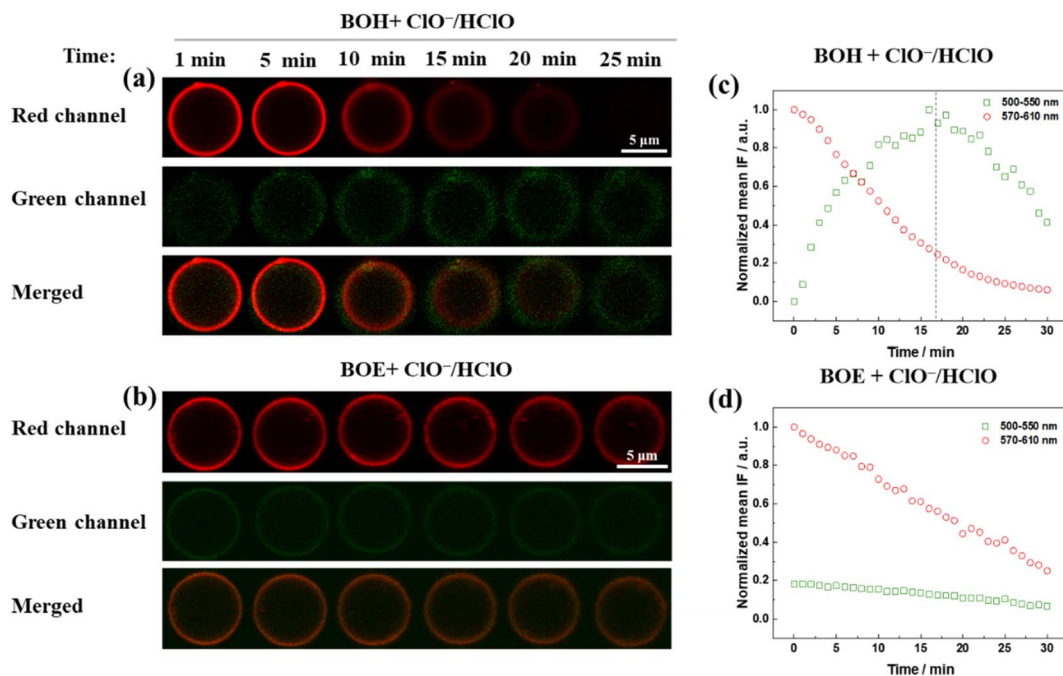 BOH+ ClO⁻/HClO
Time: 1 min 5 min 10 min 15 min 20 min 25 min
(a)
Red channel
5 μm
Green channel
Merged
BOE+ ClO⁻/HClO
(b)
Red channel
5 μm
Green channel
Merged
BOH + ClO⁻/HClO
(c)
500-550 nm
570-610 nm
Normalized mean IF / a.u.
1.0
0.8
0.6
0.4
0.2
0.0
0 5 10 15 20 25 30
Time / min
BOE + ClO⁻/HClO
(d)
500-550 nm
570-610 nm
Normalized mean IF / a.u.
1.0
0.8
0.6
0.4
0.2
0.0
0 5 10 15 20 25 30
Time / min